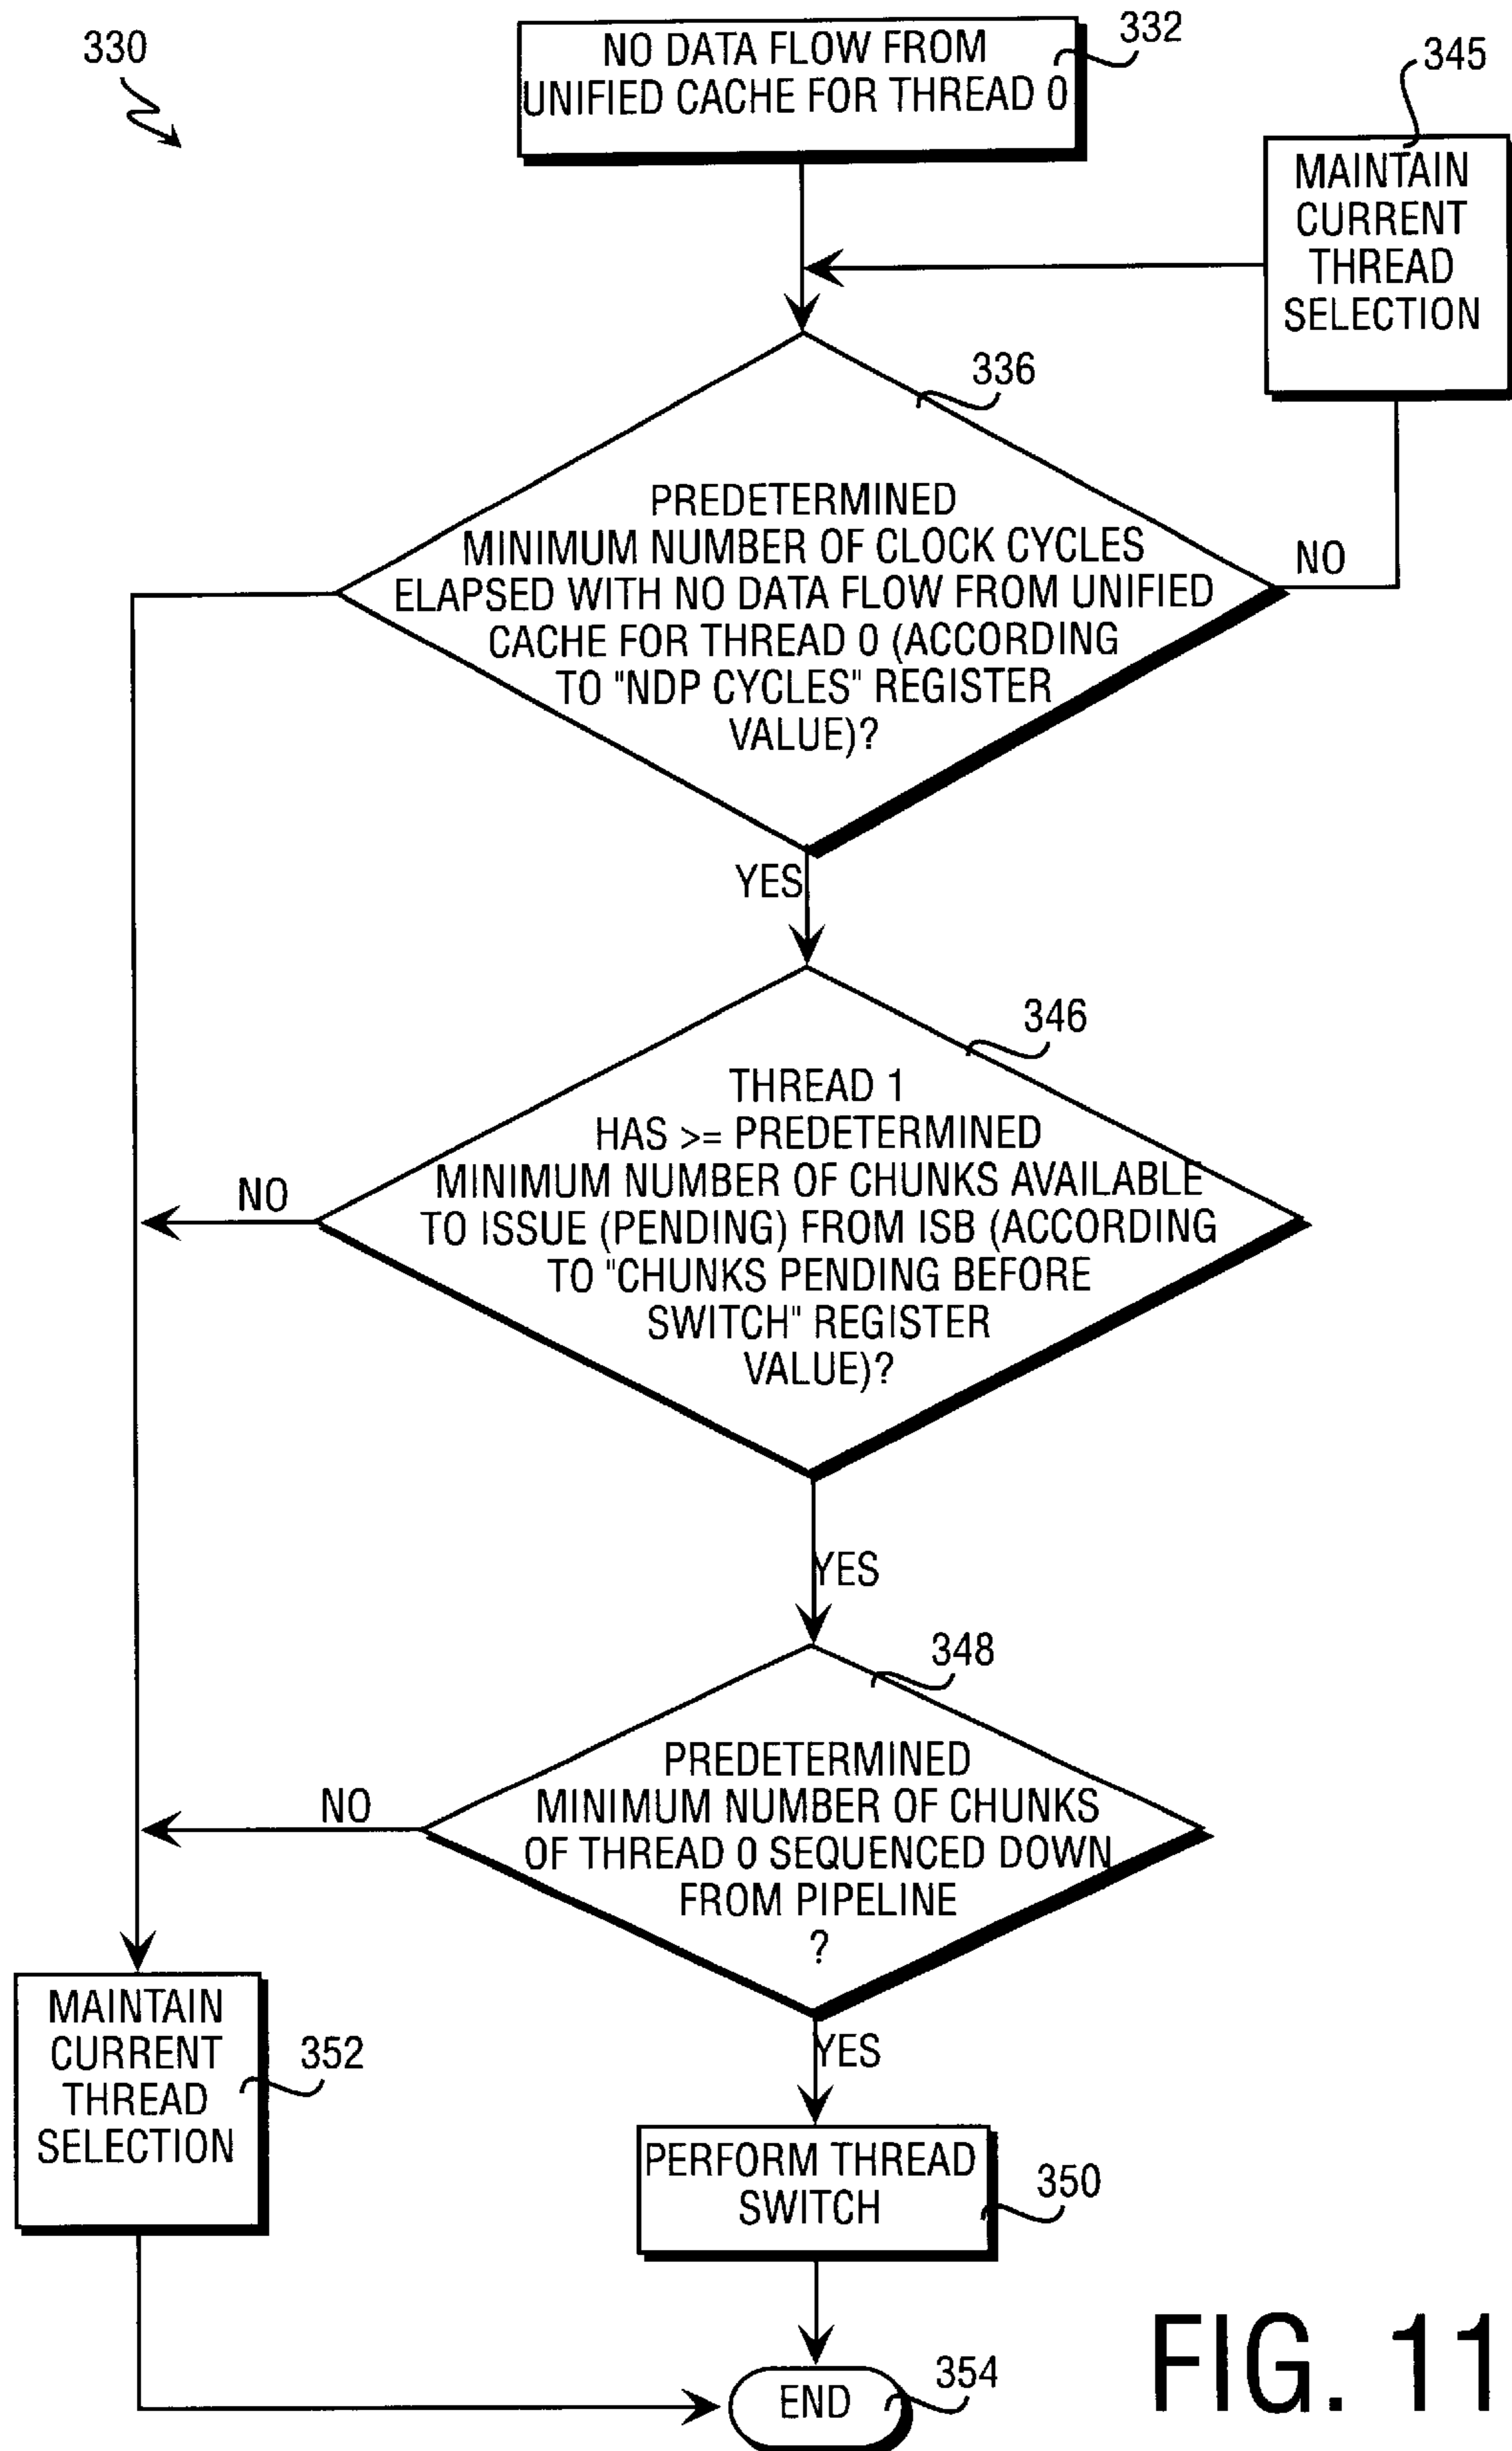 330
NO DATA FLOW FROM
UNIFIED CACHE FOR THREAD 0
332
345
MAINTAIN
CURRENT
THREAD
SELECTION
336
PREDETERMINED
MINIMUM NUMBER OF CLOCK CYCLES
ELAPSED WITH NO DATA FLOW FROM UNIFIED
CACHE FOR THREAD 0 (ACCORDING
TO "NDP CYCLES" REGISTER
VALUE)?
NO
YES
346
THREAD 1
HAS >= PREDETERMINED
MINIMUM NUMBER OF CHUNKS AVAILABLE
TO ISSUE (PENDING) FROM ISB (ACCORDING
TO "CHUNKS PENDING BEFORE
SWITCH" REGISTER
VALUE)?
NO
YES
348
PREDETERMINED
MINIMUM NUMBER OF CHUNKS
OF THREAD 0 SEQUENCED DOWN
FROM PIPELINE
?
NO
YES
MAINTAIN
CURRENT
THREAD
SELECTION
352
PERFORM THREAD
SWITCH
350
END
354
FIG. 11